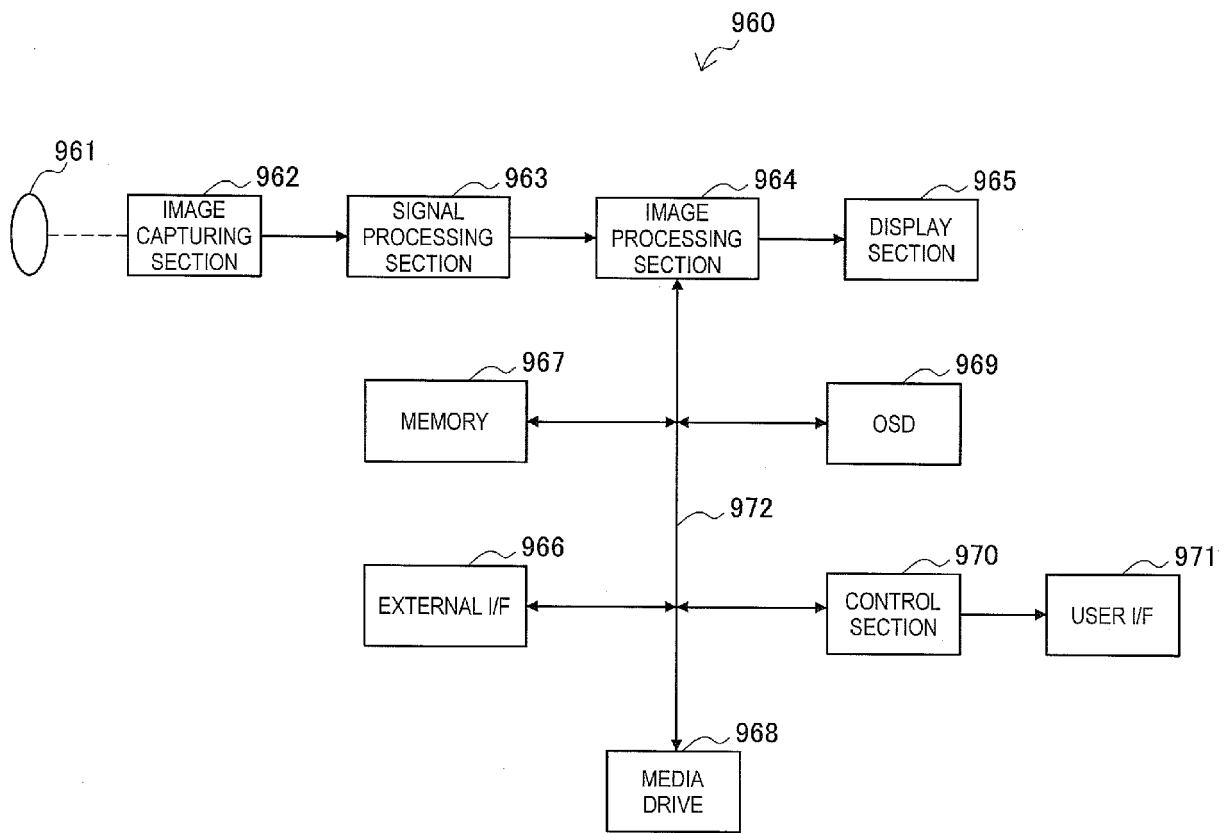 960
961
962
963
964
965
IMAGE
CAPTURING
SECTION
SIGNAL
PROCESSING
SECTION
IMAGE
PROCESSING
SECTION
DISPLAY
SECTION
967
969
MEMORY
OSD
972
966
970
971
EXTERNAL I/F
CONTROL
SECTION
USER I/F
968
MEDIA
DRIVE